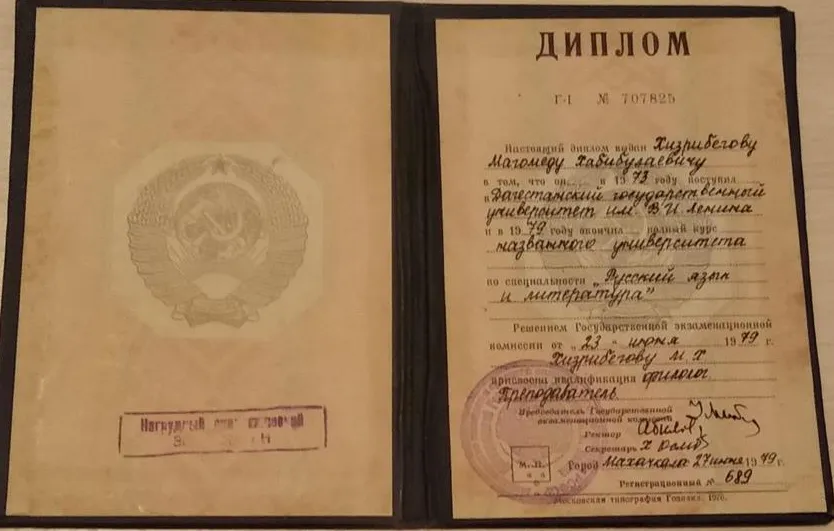 Нагрудный знак
ДИПЛОМ
Г-I № 707825
Настоящий диплом выдан Хизрибегову
Магомеду Хабибулаевичу
в том, что он в 1973 году поступил
в Дагестанский государственный
университет им. В И Ленина
и в 1979 году окончил полный курс
названного университета
по специальности „Русский язык
и литература"
Решением Государственной экзаменационной
комиссии от „23" июня 1979 г.
Хизрибегову М. Х
присвоена квалификация филолог
Преподаватель
Председатель Государственной
экзаменационной комиссии
Ректор
Секретарь
М.П.
Город Махачкала 27 июня 1979 г.
Регистрационный № 689
Московская типография Гознака. 1976.